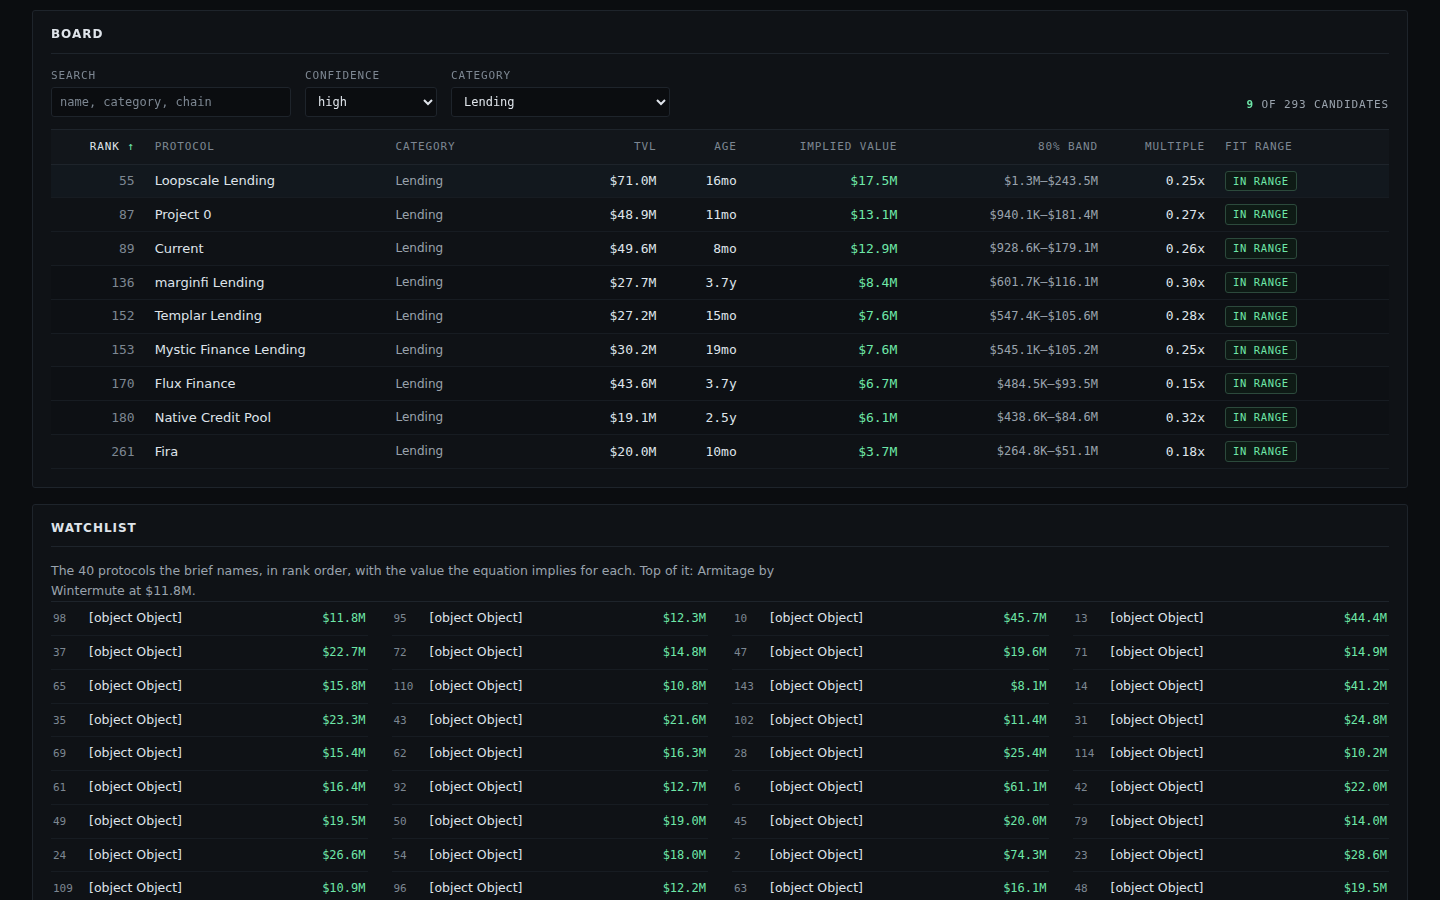 BOARD
SEARCH CONFIDENCE CATEGORY
name, category, chain high Lending 9 OF 293 CANDIDATES
RANK ↑ PROTOCOL CATEGORY TVL AGE IMPLIED VALUE 80% BAND MULTIPLE FIT RANGE
55 Loopscale Lending Lending $71.0M 16mo $17.5M $1.3M–$243.5M 0.25x IN RANGE
87 Project 0 Lending $48.9M 11mo $13.1M $940.1K–$181.4M 0.27x IN RANGE
89 Current Lending $49.6M 8mo $12.9M $928.6K–$179.1M 0.26x IN RANGE
136 marginfi Lending Lending $27.7M 3.7y $8.4M $601.7K–$116.1M 0.30x IN RANGE
152 Templar Lending Lending $27.2M 15mo $7.6M $547.4K–$105.6M 0.28x IN RANGE
153 Mystic Finance Lending Lending $30.2M 19mo $7.6M $545.1K–$105.2M 0.25x IN RANGE
170 Flux Finance Lending $43.6M 3.7y $6.7M $484.5K–$93.5M 0.15x IN RANGE
180 Native Credit Pool Lending $19.1M 2.5y $6.1M $438.6K–$84.6M 0.32x IN RANGE
261 Fira Lending $20.0M 10mo $3.7M $264.8K–$51.1M 0.18x IN RANGE
WATCHLIST
The 40 protocols the brief names, in rank order, with the value the equation implies for each. Top of it: Armitage by
Wintermute at $11.8M.
98 [object Object] $11.8M 95 [object Object] $12.3M 10 [object Object] $45.7M 13 [object Object] $44.4M
37 [object Object] $22.7M 72 [object Object] $14.8M 47 [object Object] $19.6M 71 [object Object] $14.9M
65 [object Object] $15.8M 110 [object Object] $10.8M 143 [object Object] $8.1M 14 [object Object] $41.2M
35 [object Object] $23.3M 43 [object Object] $21.6M 102 [object Object] $11.4M 31 [object Object] $24.8M
69 [object Object] $15.4M 62 [object Object] $16.3M 28 [object Object] $25.4M 114 [object Object] $10.2M
61 [object Object] $16.4M 92 [object Object] $12.7M 6 [object Object] $61.1M 42 [object Object] $22.0M
49 [object Object] $19.5M 50 [object Object] $19.0M 45 [object Object] $20.0M 79 [object Object] $14.0M
24 [object Object] $26.6M 54 [object Object] $18.0M 2 [object Object] $74.3M 23 [object Object] $28.6M
109 [object Object] $10.9M 96 [object Object] $12.2M 63 [object Object] $16.1M 48 [object Object] $19.5M